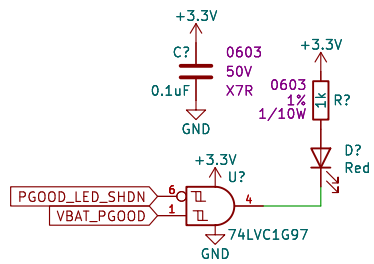 +3.3V
C?
0.1uF
0603
50V
X7R
GND
+3.3V
0603
1%
1/10W
1k
R?
D?
Red
+3.3V
U?
PGOOD_LED_SHDN
6
VBAT_PGOOD
1
4
74LVC1G97
GND